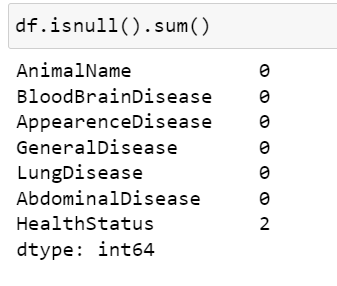 df.isnull().sum()
AnimalName 0
BloodBrainDisease 0
AppearenceDisease 0
GeneralDisease 0
LungDisease 0
AbdominalDisease 0
HealthStatus 2
dtype: int64